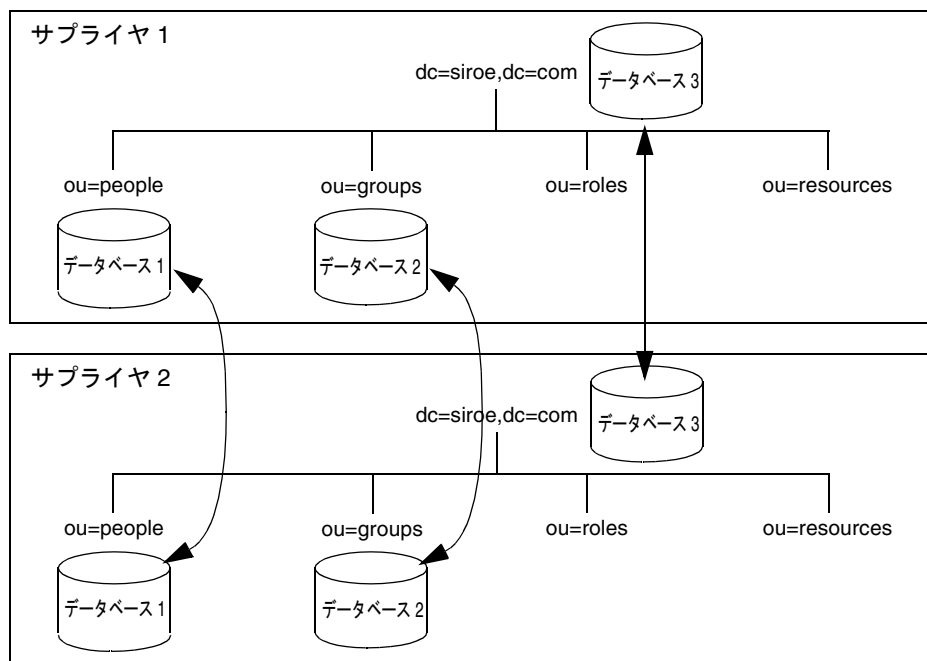 サプライヤ 1
dc=siroe,dc=com
データベース 3
ou=people
ou=groups
ou=roles
ou=resources
データベース 1
データベース 2
サプライヤ 2
dc=siroe,dc=com
データベース 3
ou=people
ou=groups
ou=roles
ou=resources
データベース 1
データベース 2